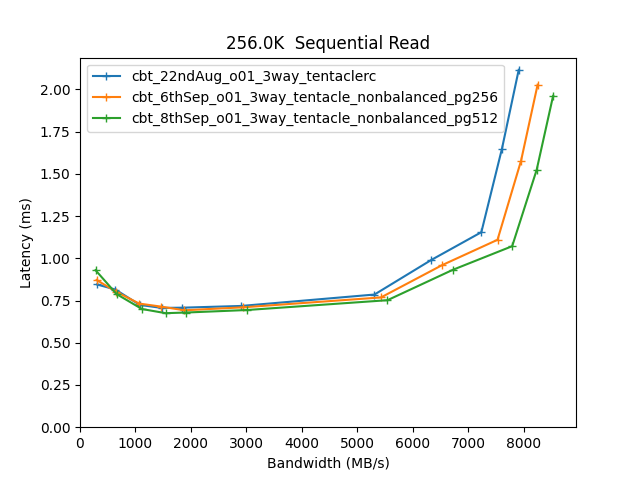 256.0K  Sequential Read
cbt_22ndAug_o01_3way_tentaclerc
cbt_6thSep_o01_3way_tentacle_nonbalanced_pg256
cbt_8thSep_o01_3way_tentacle_nonbalanced_pg512
Latency (ms)
2.00
1.75
1.50
1.25
1.00
0.75
0.50
0.25
0.00
0 1000 2000 3000 4000 5000 6000 7000 8000
Bandwidth (MB/s)